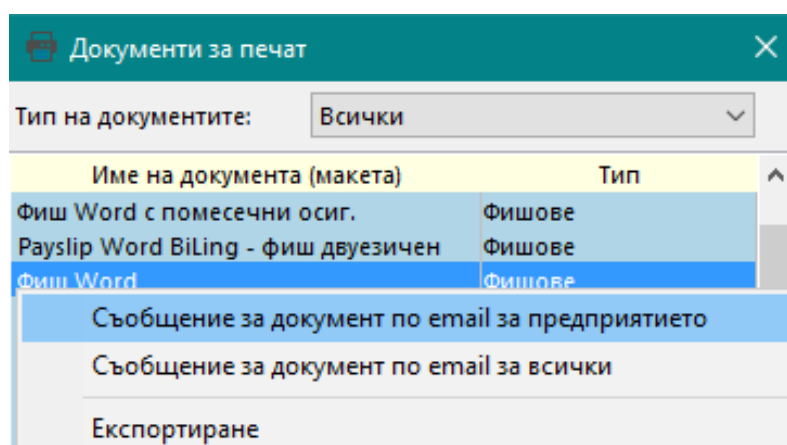 Документи за печат
Тип на документите: Всички
Име на документа (макета) Тип
Фиш Word с помесечни осиг. Фишове
Payslip Word BiLing - фиш двуезичен Фишове
Фиш Word Фишове
Съобщение за документ по email за предприятието
Съобщение за документ по email за всички
Експортиране